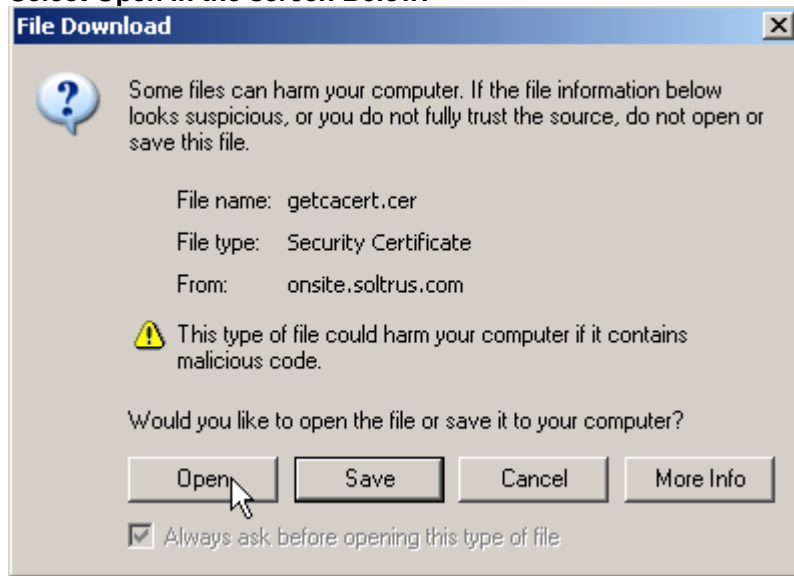 Select Open in the Screen Below:
File Download
Some files can harm your computer. If the file information below
looks suspicious, or you do not fully trust the source, do not open or
save this file.
File name: getcacert.cer
File type: Security Certificate
From: onsite.soltrus.com
This type of file could harm your computer if it contains
malicious code.
Would you like to open the file or save it to your computer?
Open Save Cancel More Info
Always ask before opening this type of file